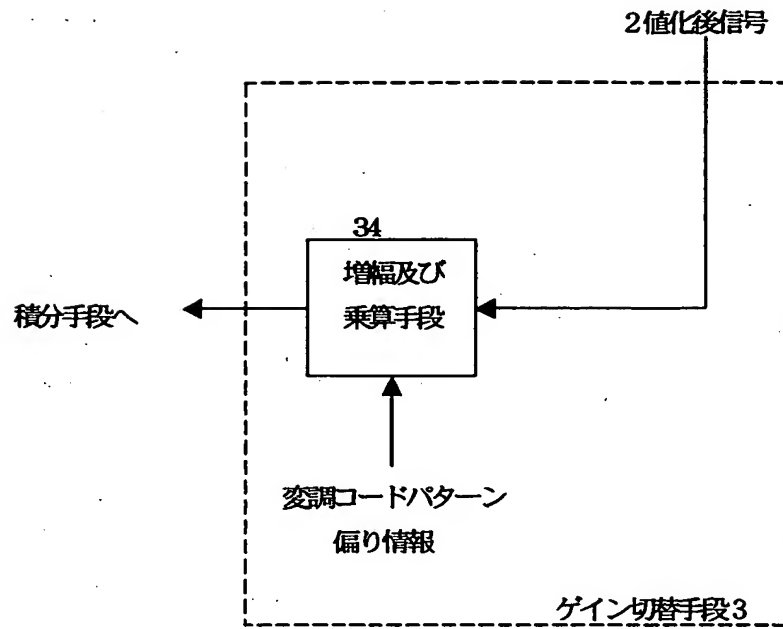 2値化後信号
34
増幅及び
乗算手段
積分手段へ
変調コードパターン
偏り情報
ゲイン切替手段3